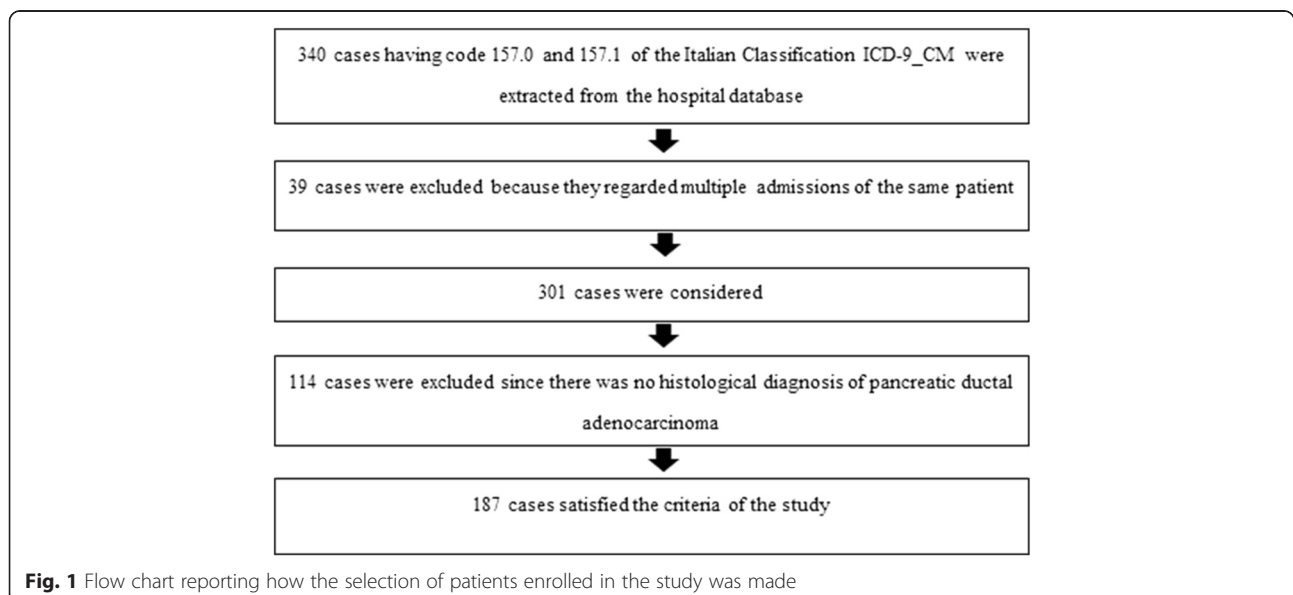 340 cases having code 157.0 and 157.1 of the Italian Classification ICD-9_CM were
extracted from the hospital database
39 cases were excluded because they regarded multiple admissions of the same patient
301 cases were considered
114 cases were excluded since there was no histological diagnosis of pancreatic ductal
adenocarcinoma
187 cases satisfied the criteria of the study
Fig. 1 Flow chart reporting how the selection of patients enrolled in the study was made